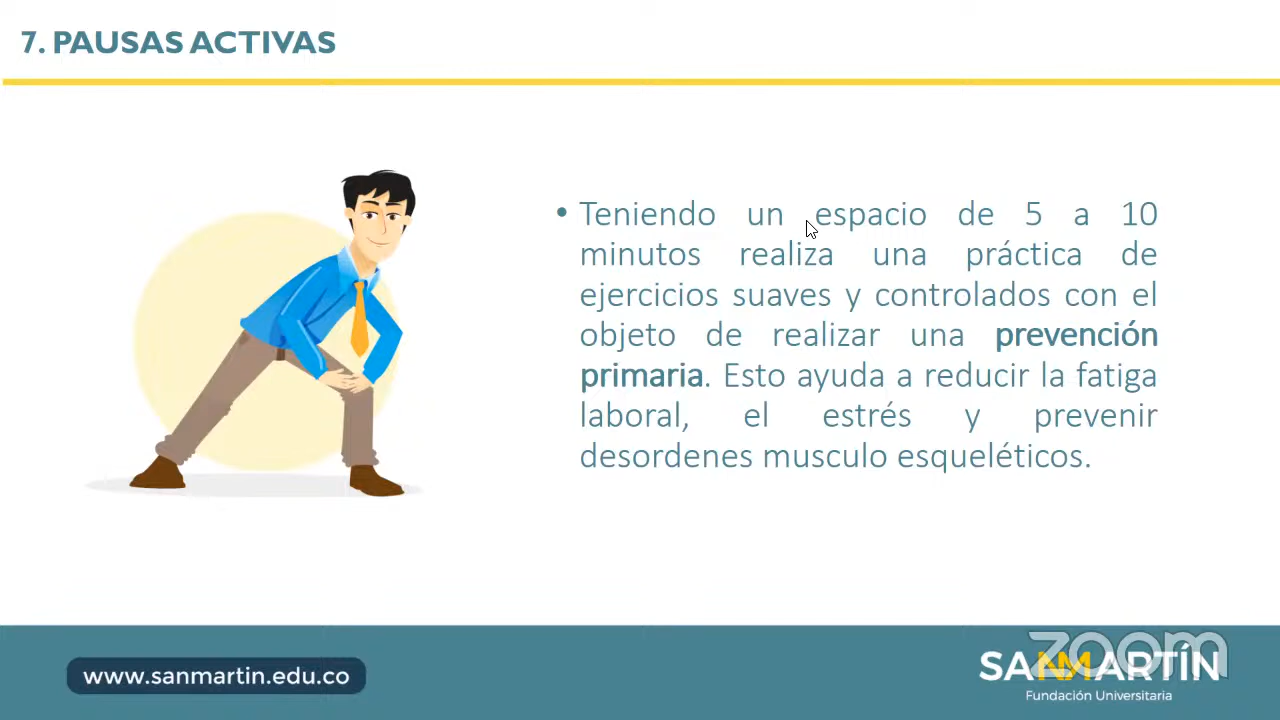 7. PAUSAS ACTIVAS
• Teniendo un espacio de 5 a 10
minutos realiza una práctica de
ejercicios suaves y controlados con el
objeto de realizar una prevención
primaria. Esto ayuda a reducir la fatiga
laboral, el estrés y prevenir
desordenes musculo esqueléticos.
www.sanmartin.edu.co
zoom
SANMARTÍN
Fundación Universitaria